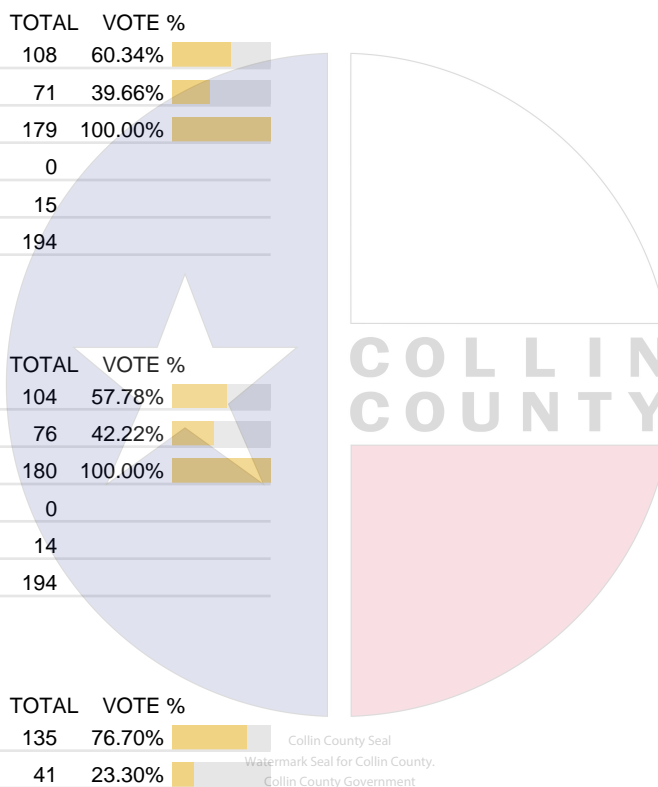 TOTAL VOTE %
108 60.34%
71 39.66%
179 100.00%
0
15
194
TOTAL VOTE %
104 57.78%
76 42.22%
180 100.00%
0
14
194
COLLIN
COUNTY
TOTAL VOTE %
135 76.70%
41 23.30%
Collin County Seal
Watermark Seal for Collin County.
Collin County Government